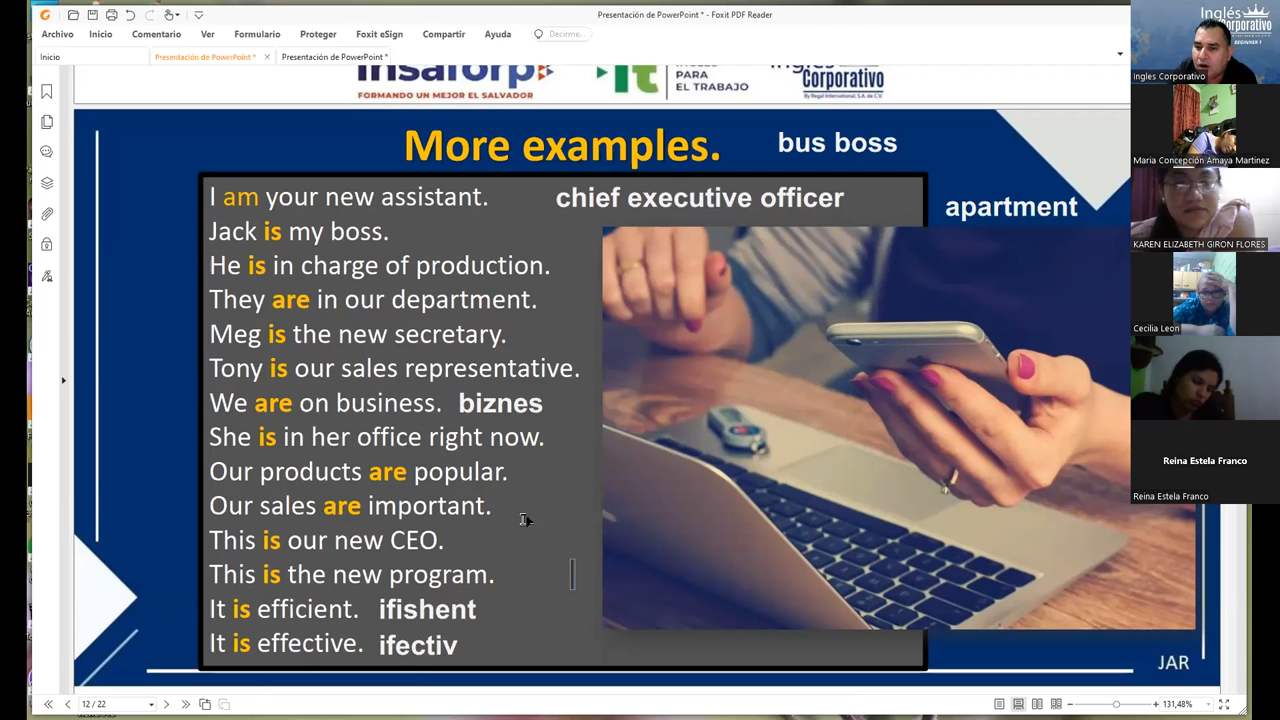 Presentación de PowerPoint * - Foxit PDF Reader
Archivo Inicio Comentario Ver Formulario Proteger Foxit eSign Compartir Ayuda Decirme...
Inicio Presentación de PowerPoint * Presentación de PowerPoint *
insaforp
FORMANDO UN MEJOR EL SALVADOR
PARA
EL TRABAJO
Corporativo
By Regal International, S.A. de C.V.
More examples. bus boss
I am your new assistant. chief executive officer
apartment
Jack is my boss.
He is in charge of production.
They are in our department.
Meg is the new secretary.
Tony is our sales representative.
We are on business. biznes
She is in her office right now.
Our products are popular.
Our sales are important.
This is our new CEO.
This is the new program.
It is efficient. ifishent
It is effective. ifectiv
JAR
12 / 22
131,48%
Inglés
Corporativo
BEGINNER 1
Ingles Corporativo
Maria Concepción Amaya Martinez
KAREN ELIZABETH GIRON FLORES
Cecilia Leon
Reina Estela Franco
Reina Estela Franco